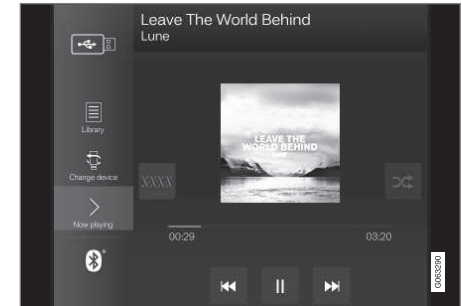 Leave The World Behind
Lune
Library
Change device
Now playing
XXXX
LEAVE THE
WORLD BEHIND
LUNE
00:29
03:20
G063290